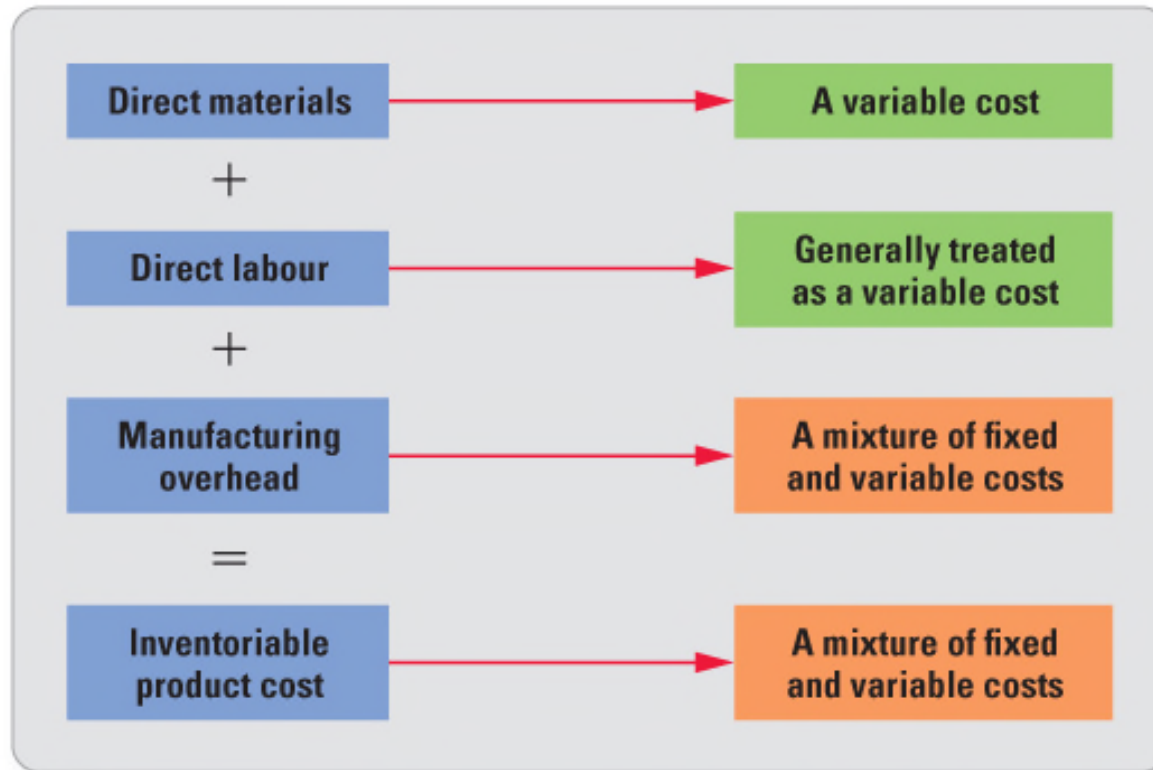 Direct materials
A variable cost
+
Direct labour
Generally treated
as a variable cost
+
Manufacturing
overhead
A mixture of fixed
and variable costs
=
Inventoriable
product cost
A mixture of fixed
and variable costs